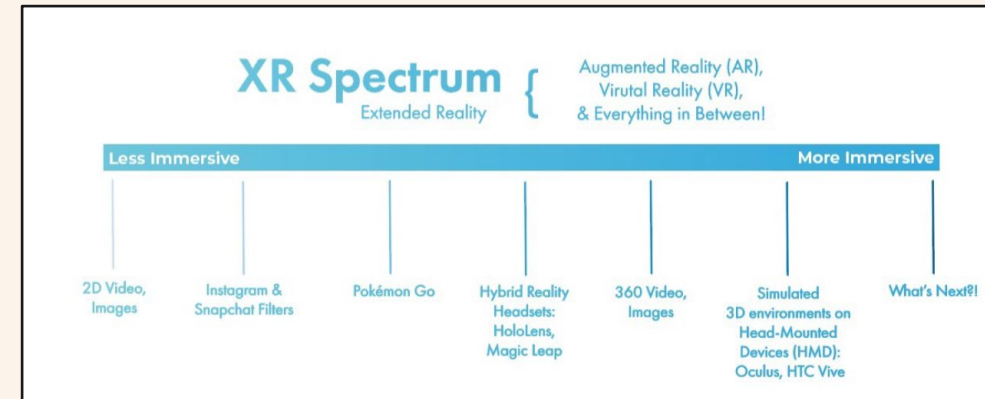 XR Spectrum
Extended Reality
{
Augmented Reality (AR),
Virutal Reality (VR),
& Everything in Between!
Less Immersive
More Immersive
2D Video,
Images
Instagram &
Snapchat Filters
Pokémon Go
Hybrid Reality
Headsets:
HoloLens,
Magic Leap
360 Video,
Images
Simulated
3D environments on
Head-Mounted
Devices (HMD):
Oculus, HTC Vive
What's Next?!